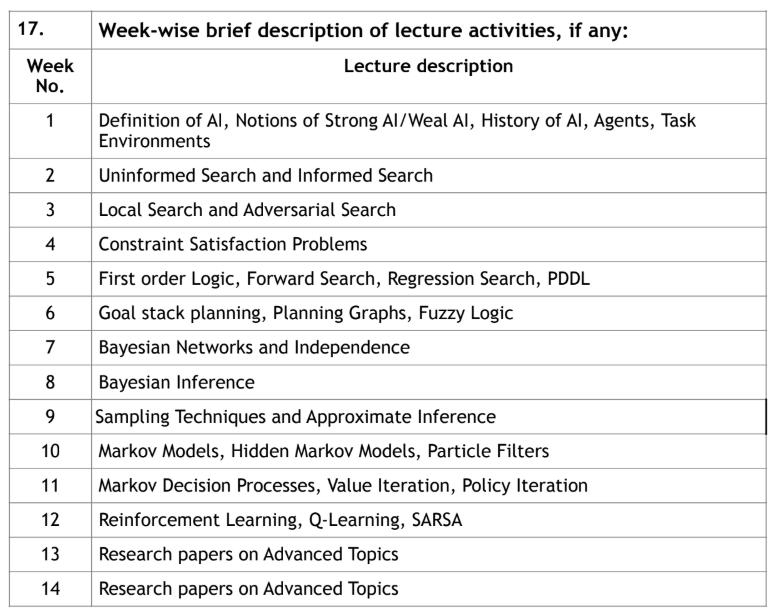 17. Week-wise brief description of lecture activities, if any:
Week Lecture description
No.
1 Definition of AI, Notions of Strong AI/Weal AI, History of AI, Agents, Task
Environments
2 Uninformed Search and Informed Search
3 Local Search and Adversarial Search
4 Constraint Satisfaction Problems
5 First order Logic, Forward Search, Regression Search, PDDL
6 Goal stack planning, Planning Graphs, Fuzzy Logic
7 Bayesian Networks and Independence
8 Bayesian Inference
9 Sampling Techniques and Approximate Inference
10 Markov Models, Hidden Markov Models, Particle Filters
11 Markov Decision Processes, Value Iteration, Policy Iteration
12 Reinforcement Learning, Q-Learning, SARSA
13 Research papers on Advanced Topics
14 Research papers on Advanced Topics